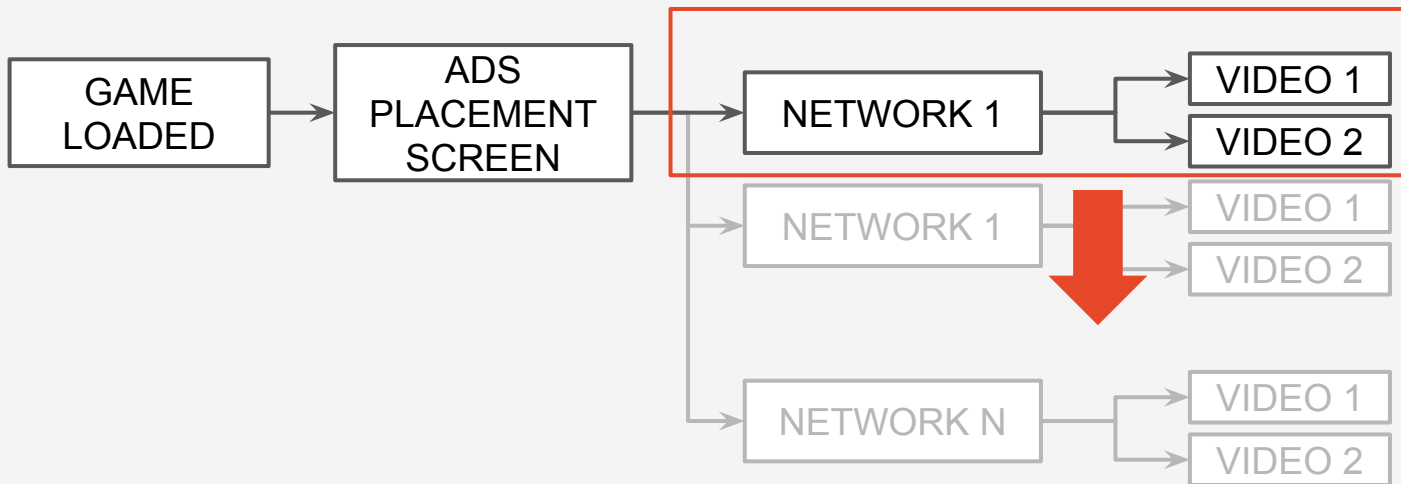 GAME
LOADED
ADS
PLACEMENT
SCREEN
NETWORK 1
VIDEO 1
VIDEO 2
NETWORK 1
VIDEO 1
VIDEO 2
NETWORK N
VIDEO 1
VIDEO 2